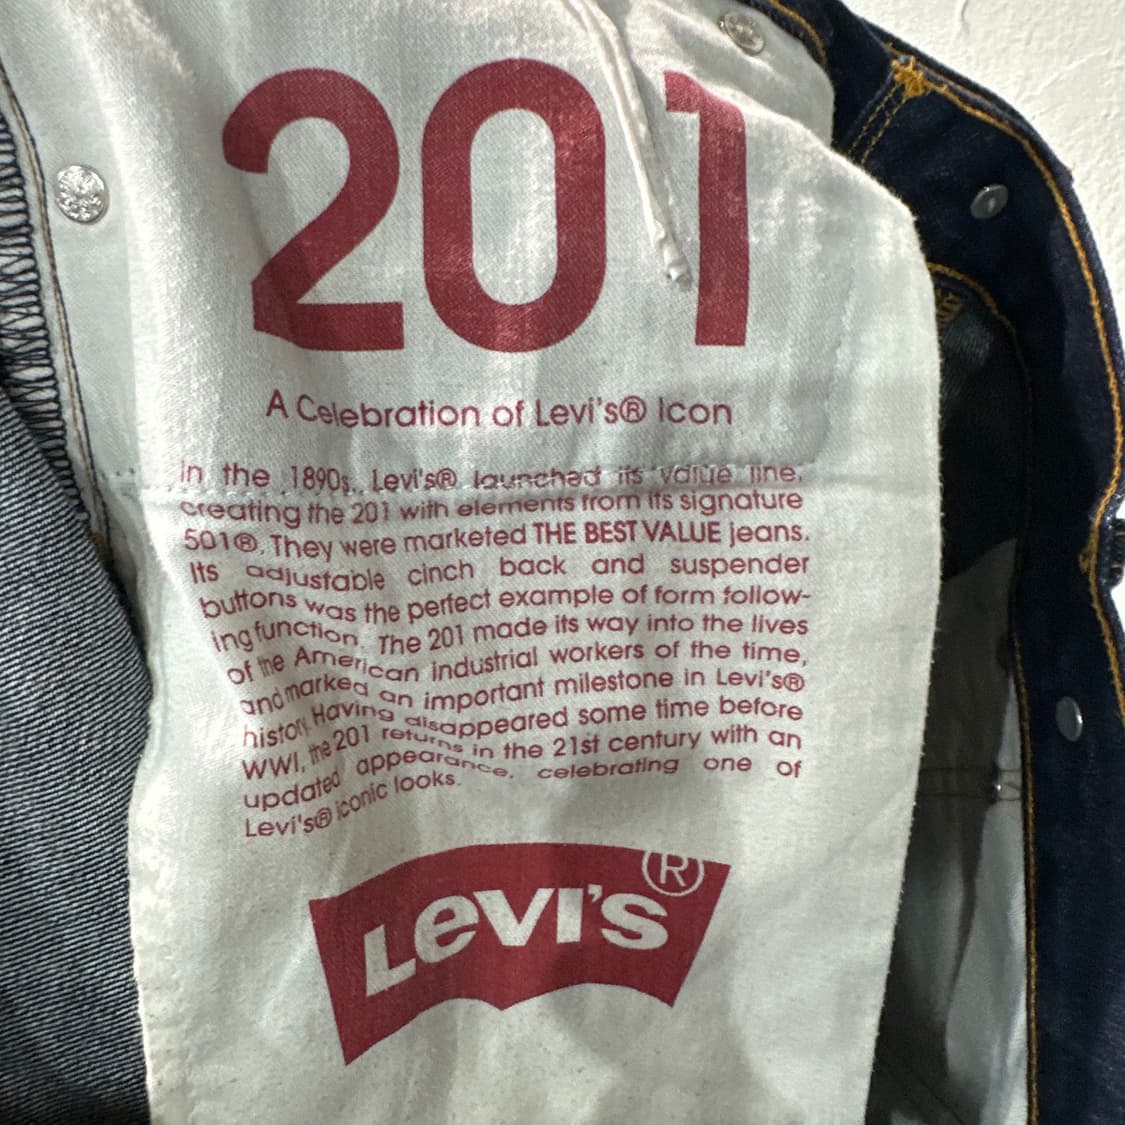 201
A Celebration of Levi's® Icon
In the 1890s, Levi's® launched its value line,
creating the 201 with elements from its signature
501®. They were marketed THE BEST VALUE jeans.
Its adjustable cinch back and suspender
buttons was the perfect example of form follow-
ing function. The 201 made its way into the lives
of the American industrial workers of the time,
and marked an important milestone in Levi's®
history. Having disappeared some time before
WWI, the 201 returns in the 21st century with an
updated appearance, celebrating one of
Levi's® iconic looks.
LEVI'S®